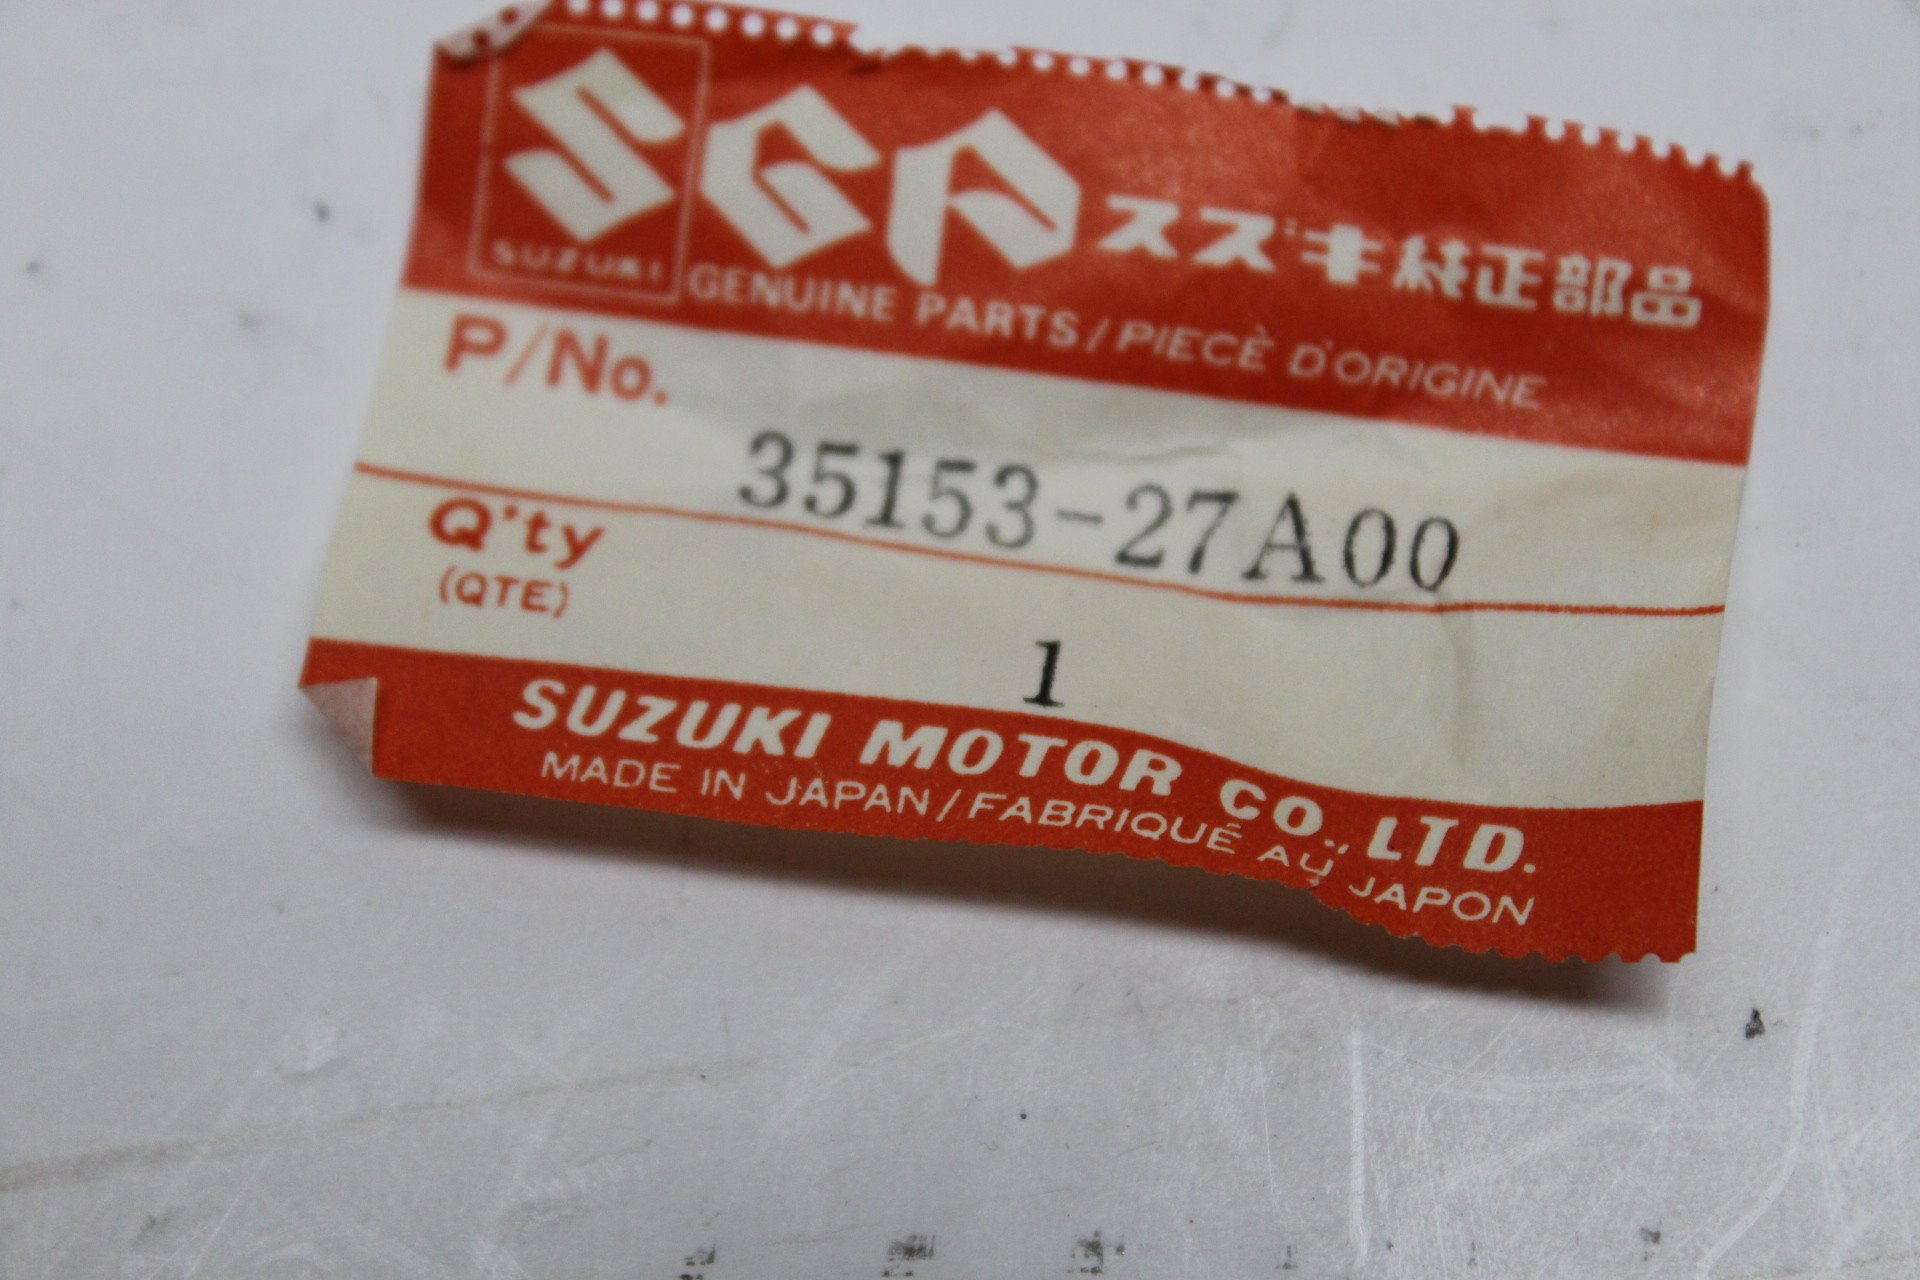 SGP スズキ純正部品
SUZUKI
GENUINE PARTS / PIECÈ D'ORIGINE
P/No.
35153-27A00
Q'ty
(QTE)
1
SUZUKI MOTOR CO., LTD.
MADE IN JAPAN / FABRIQUÉ AU JAPON